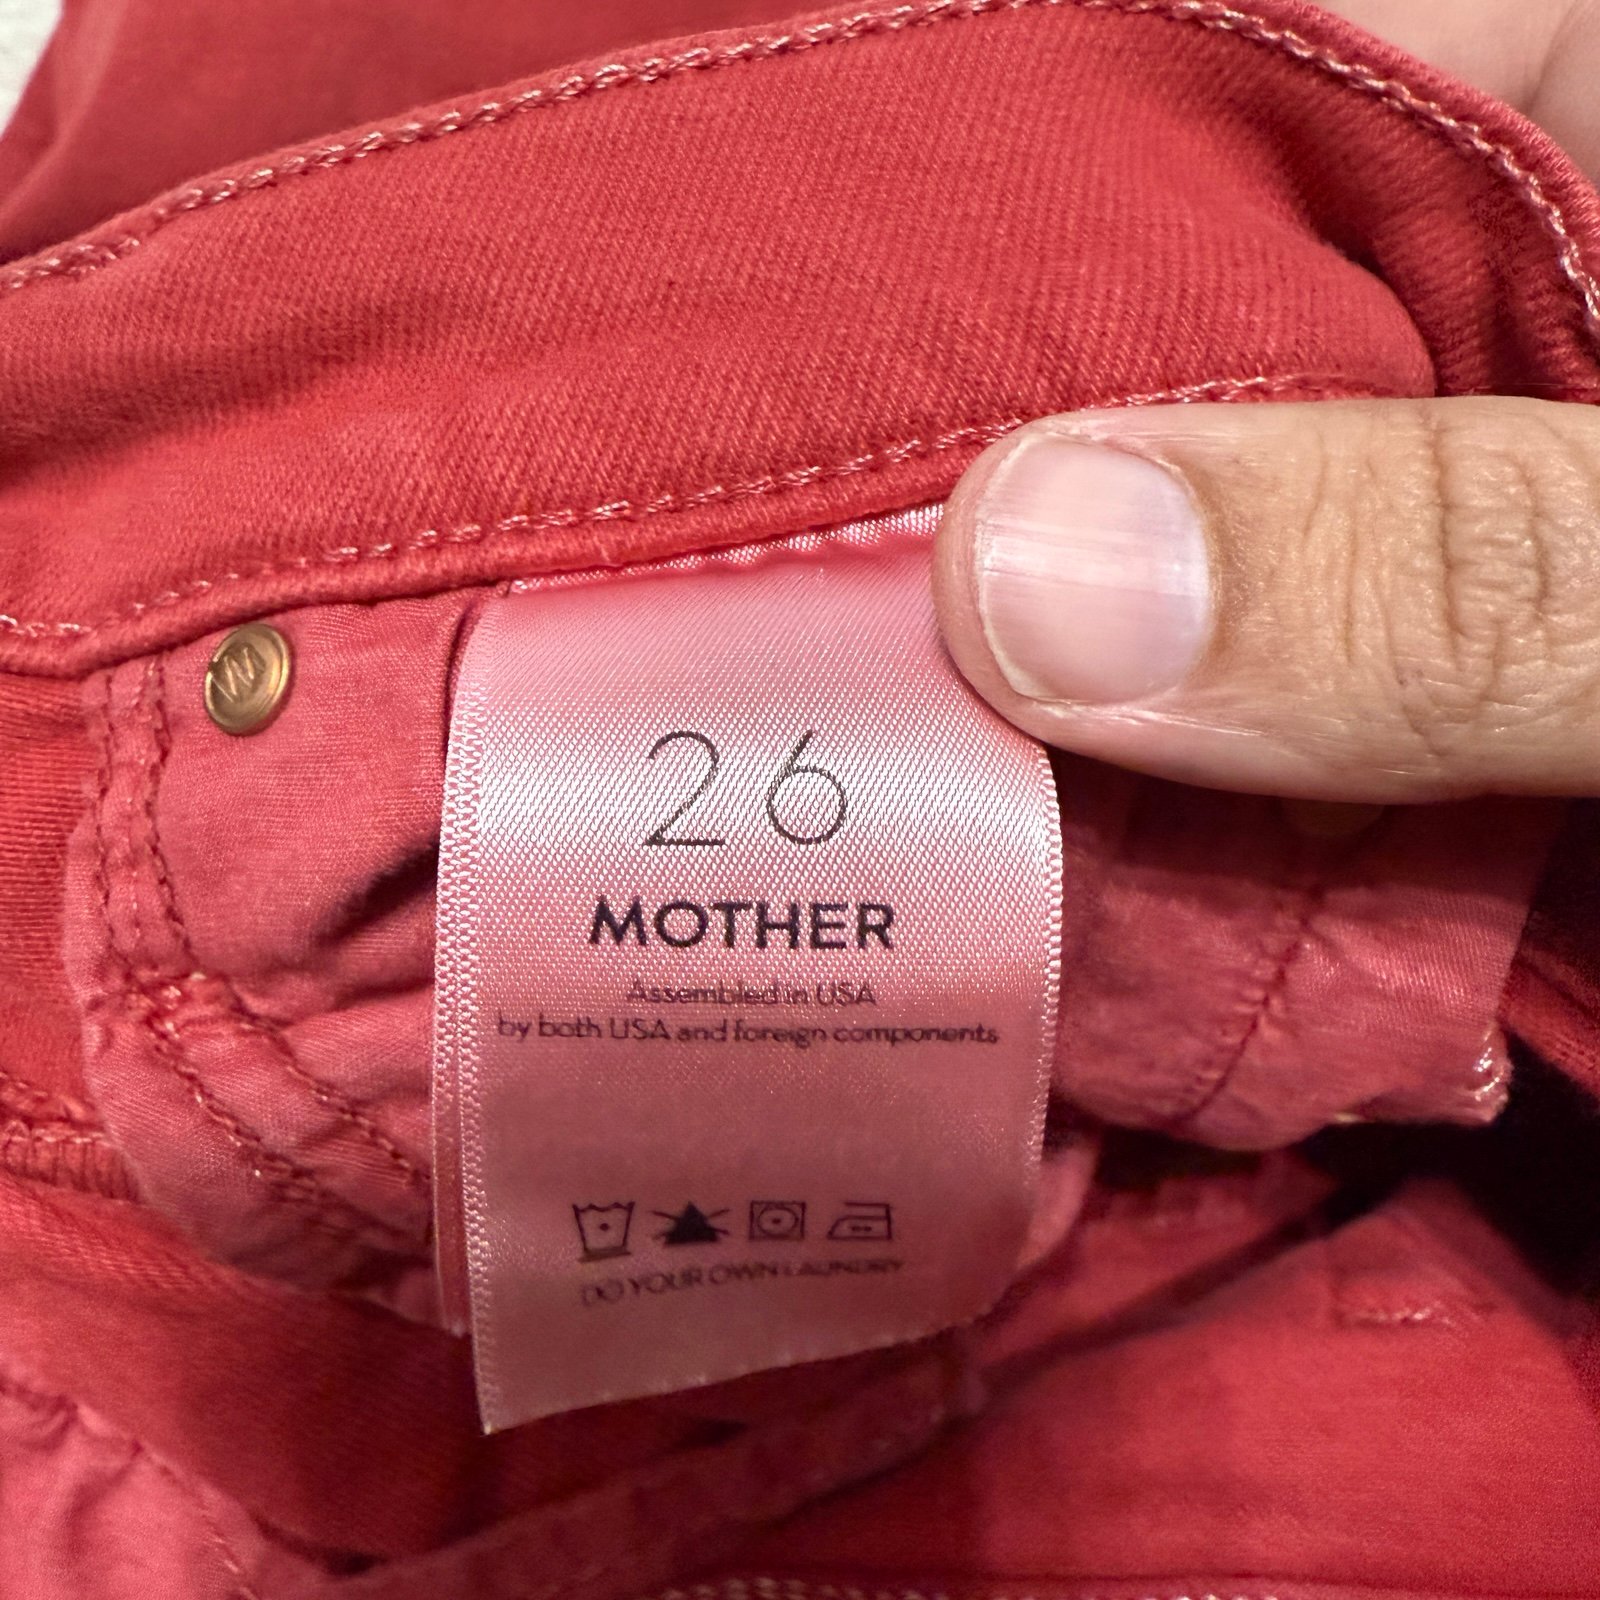 26
MOTHER
Assembled in USA
by both USA and foreign components
DO YOUR OWN LAUNDRY